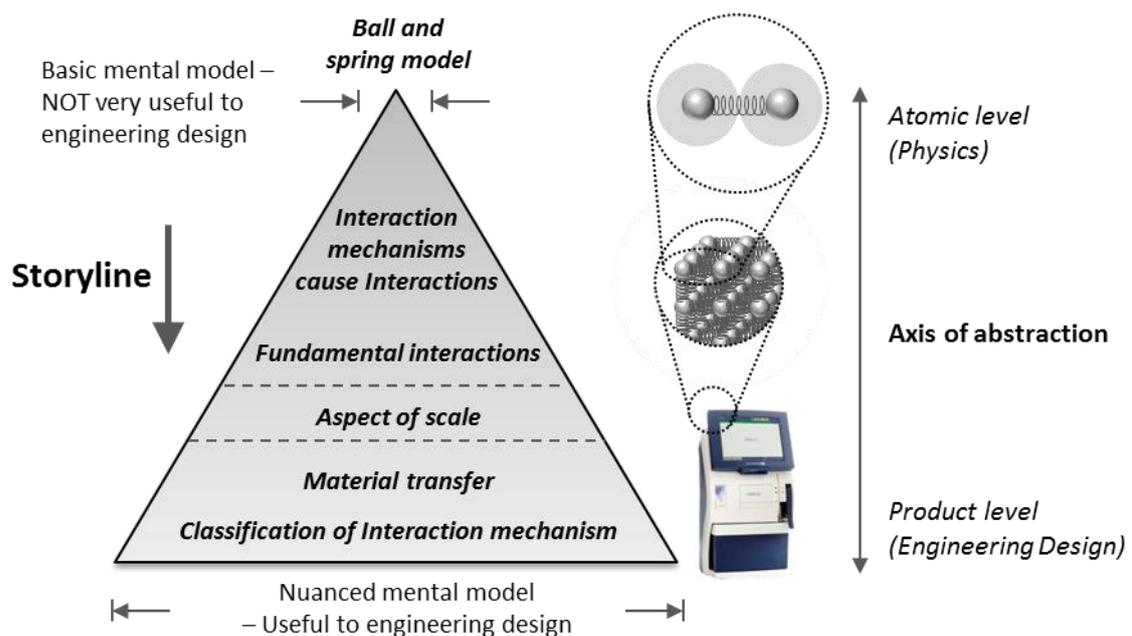 Ball and
spring model
Basic mental model –
NOT very useful to
engineering design
Storyline
Interaction
mechanisms
cause Interactions
Fundamental interactions
Aspect of scale
Material transfer
Classification of Interaction mechanism
Nuanced mental model
– Useful to engineering design
Atomic level
(Physics)
Axis of abstraction
Product level
(Engineering Design)